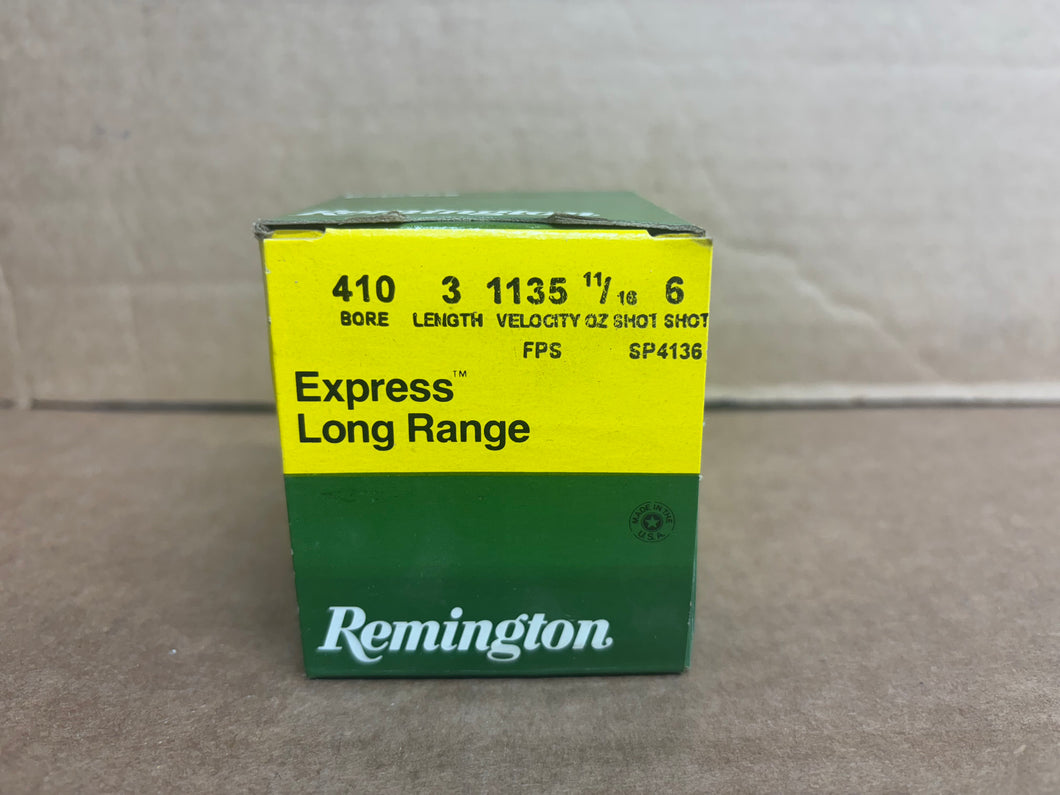 Remington
410 3 1135 11/16 6
BORE LENGTH VELOCITY OZ SHOT SHOT
FPS SP4136
Express™
Long Range
MADE IN THE
U.S.A.
Remington